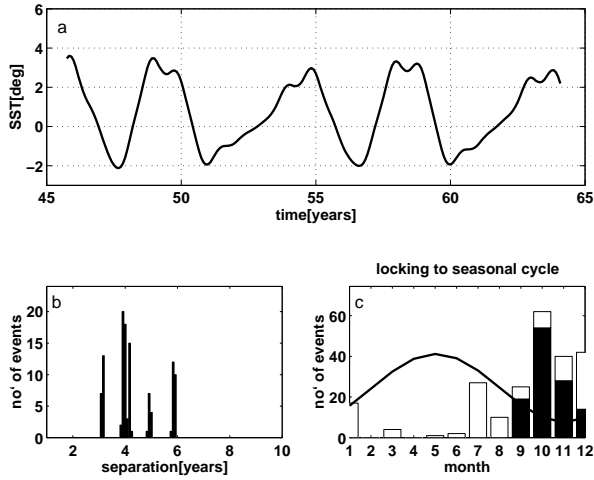 6
4
2
0
−2
SST[deg]
a
45 50 55 60 65
time[years]
b
20
15
10
5
0
no' of events
2 4 6 8 10
separation[years]
locking to seasonal cycle
c
60
40
20
0
no' of events
1 2 3 4 5 6 7 8 9 10 11 12
month